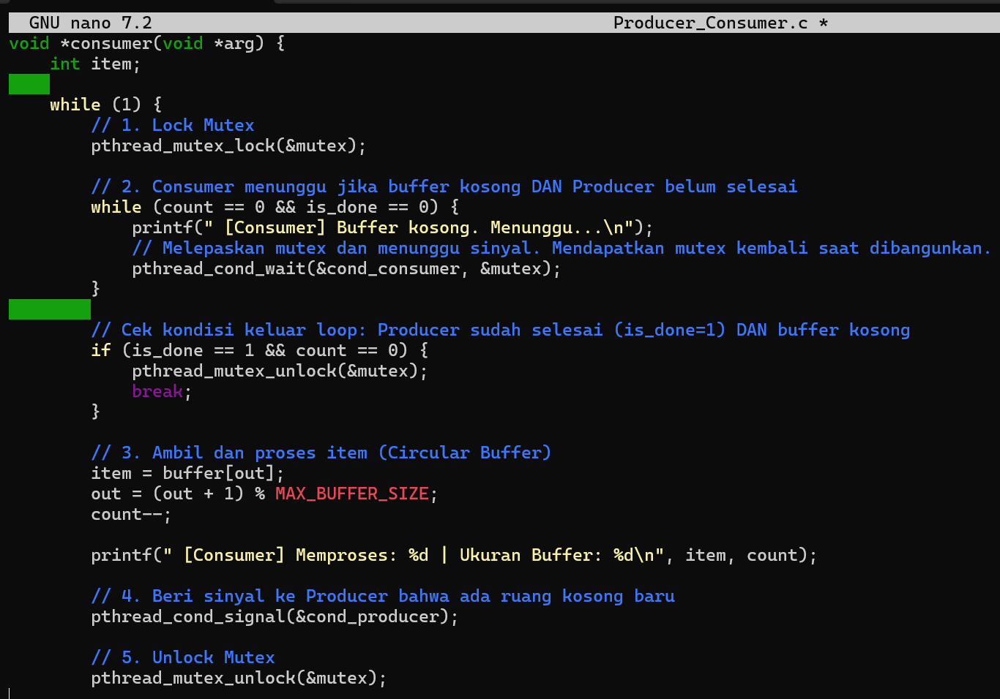 GNU nano 7.2 Producer_Consumer.c *
void *consumer(void *arg) {
    int item;

    while (1) {
        // 1. Lock Mutex
        pthread_mutex_lock(&mutex);

        // 2. Consumer menunggu jika buffer kosong DAN Producer belum selesai
        while (count == 0 && is_done == 0) {
            printf(" [Consumer] Buffer kosong. Menunggu...\n");
            // Melepaskan mutex dan menunggu sinyal. Mendapatkan mutex kembali saat dibangunkan.
            pthread_cond_wait(&cond_consumer, &mutex);
        }

        // Cek kondisi keluar loop: Producer sudah selesai (is_done=1) DAN buffer kosong
        if (is_done == 1 && count == 0) {
            pthread_mutex_unlock(&mutex);
            break;
        }

        // 3. Ambil dan proses item (Circular Buffer)
        item = buffer[out];
        out = (out + 1) % MAX_BUFFER_SIZE;
        count--;

        printf(" [Consumer] Memproses: %d | Ukuran Buffer: %d\n", item, count);

        // 4. Beri sinyal ke Producer bahwa ada ruang kosong baru
        pthread_cond_signal(&cond_producer);

        // 5. Unlock Mutex
        pthread_mutex_unlock(&mutex);